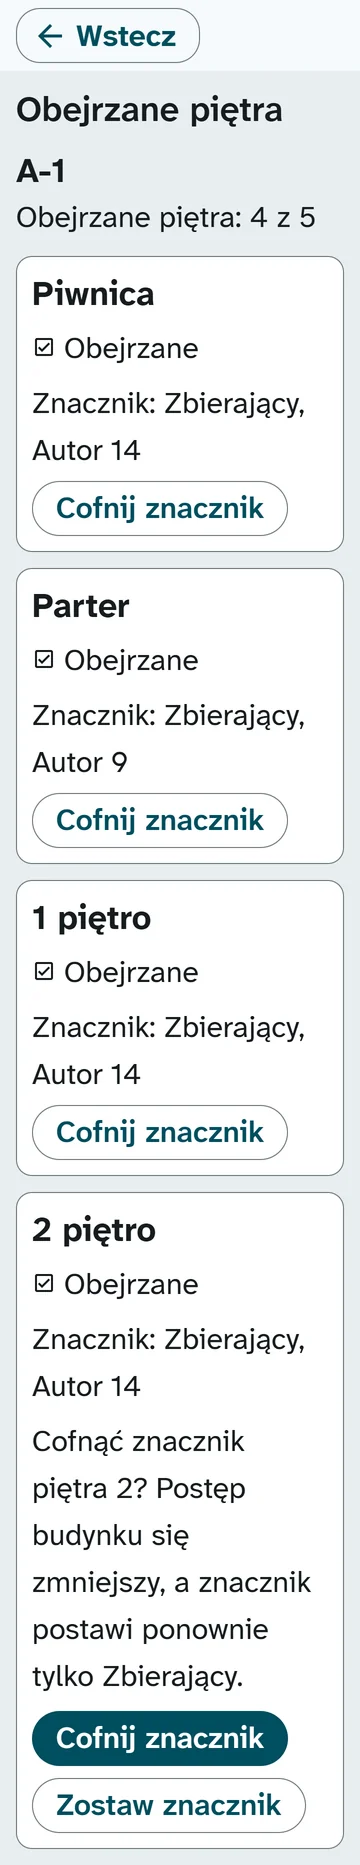 Wstecz
Obejrzane piętra
A-1
Obejrzane piętra: 4 z 5
Piwnica
Obejrzane
Znacznik: Zbierający,
Autor 14
Cofnij znacznik
Parter
Obejrzane
Znacznik: Zbierający,
Autor 9
Cofnij znacznik
1 piętro
Obejrzane
Znacznik: Zbierający,
Autor 14
Cofnij znacznik
2 piętro
Obejrzane
Znacznik: Zbierający,
Autor 14
Cofnąć znacznik
piętra 2? Postęp
budynku się
zmniejszy, a znacznik
postawi ponownie
tylko Zbierający.
Cofnij znacznik
Zostaw znacznik